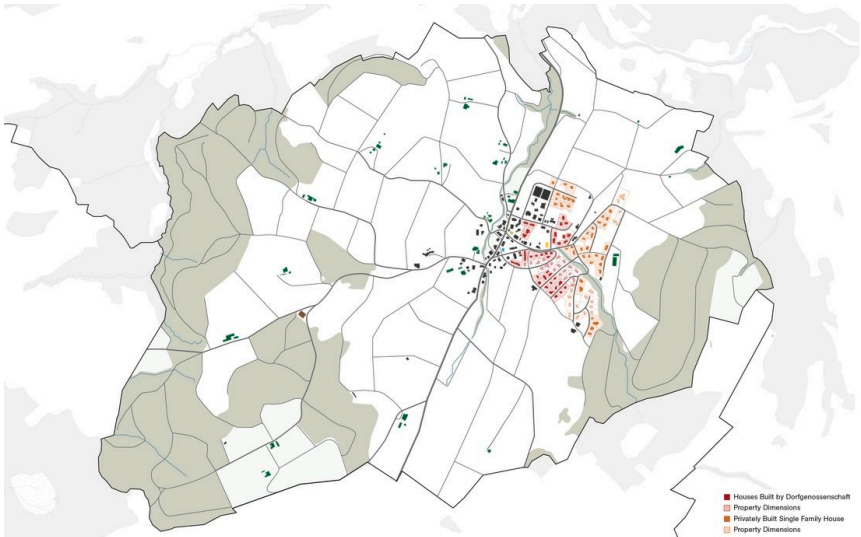 Houses Built by Dorfgenossenschaft
Property Dimensions
Privately Built Single Family House
Property Dimensions